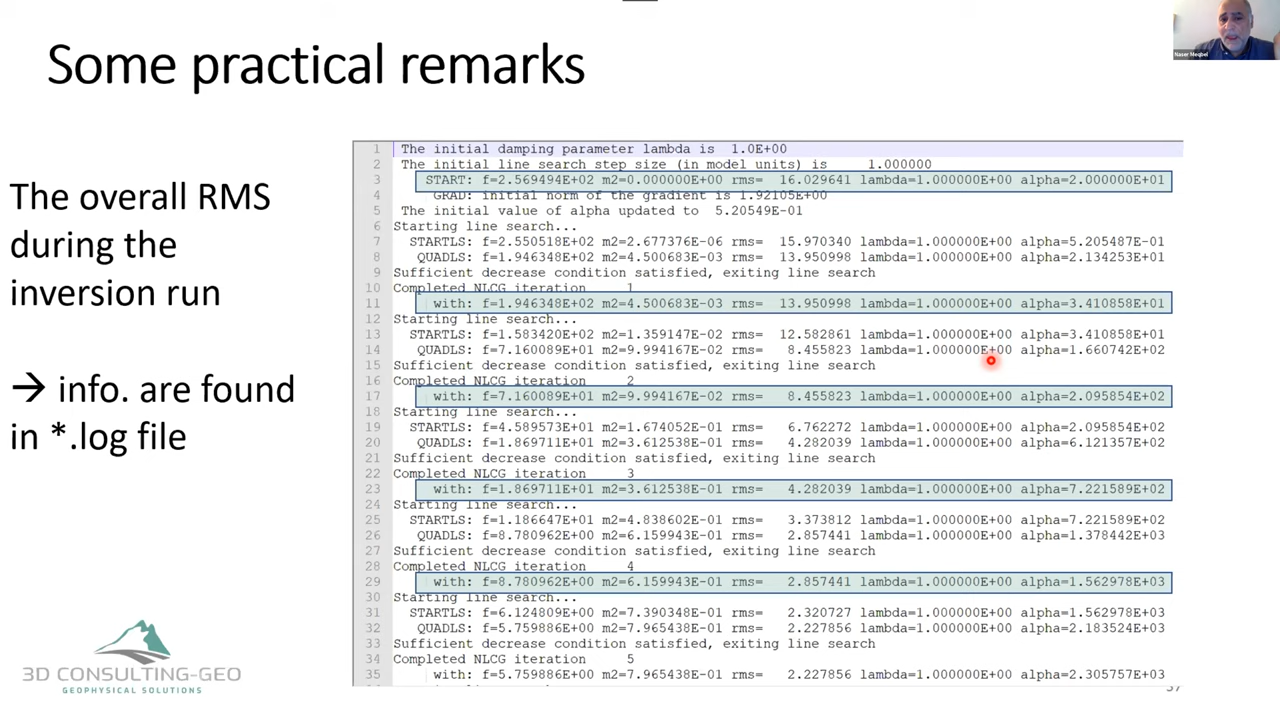 Some practical remarks
Naser Meqbel
The overall RMS
during the
inversion run
→ info. are found
in *.log file
1 The initial damping parameter lambda is 1.0E+00
2 The initial line search step size (in model units) is 1.000000
3 START: f=2.569494E+02 m2=0.000000E+00 rms= 16.029641 lambda=1.000000E+00 alpha=2.000000E+01
4 GRAD: initial norm of the gradient is 1.92105E+00
5 The initial value of alpha updated to 5.20549E-01
6 Starting line search...
7 STARTLS: f=2.550518E+02 m2=2.677376E-06 rms= 15.970340 lambda=1.000000E+00 alpha=5.205487E-01
8 QUADLS: f=1.946348E+02 m2=4.500683E-03 rms= 13.950998 lambda=1.000000E+00 alpha=2.134253E+01
9 Sufficient decrease condition satisfied, exiting line search
10 Completed NLCG iteration 1
11 with: f=1.946348E+02 m2=4.500683E-03 rms= 13.950998 lambda=1.000000E+00 alpha=3.410858E+01
12 Starting line search...
13 STARTLS: f=1.583420E+02 m2=1.359147E-02 rms= 12.582861 lambda=1.000000E+00 alpha=3.410858E+01
14 QUADLS: f=7.160089E+01 m2=9.994167E-02 rms= 8.455823 lambda=1.000000E+00 alpha=1.660742E+02
15 Sufficient decrease condition satisfied, exiting line search
16 Completed NLCG iteration 2
17 with: f=7.160089E+01 m2=9.994167E-02 rms= 8.455823 lambda=1.000000E+00 alpha=2.095854E+02
18 Starting line search...
19 STARTLS: f=4.589573E+01 m2=1.674052E-01 rms= 6.762272 lambda=1.000000E+00 alpha=2.095854E+02
20 QUADLS: f=1.869711E+01 m2=3.612538E-01 rms= 4.282039 lambda=1.000000E+00 alpha=6.121357E+02
21 Sufficient decrease condition satisfied, exiting line search
22 Completed NLCG iteration 3
23 with: f=1.869711E+01 m2=3.612538E-01 rms= 4.282039 lambda=1.000000E+00 alpha=7.221589E+02
24 Starting line search...
25 STARTLS: f=1.186647E+01 m2=4.838602E-01 rms= 3.373812 lambda=1.000000E+00 alpha=7.221589E+02
26 QUADLS: f=8.780962E+00 m2=6.159943E-01 rms= 2.857441 lambda=1.000000E+00 alpha=1.378442E+03
27 Sufficient decrease condition satisfied, exiting line search
28 Completed NLCG iteration 4
29 with: f=8.780962E+00 m2=6.159943E-01 rms= 2.857441 lambda=1.000000E+00 alpha=1.562978E+03
30 Starting line search...
31 STARTLS: f=6.124809E+00 m2=7.390348E-01 rms= 2.320727 lambda=1.000000E+00 alpha=1.562978E+03
32 QUADLS: f=5.759886E+00 m2=7.965438E-01 rms= 2.227856 lambda=1.000000E+00 alpha=2.183524E+03
33 Sufficient decrease condition satisfied, exiting line search
34 Completed NLCG iteration 5
35 with: f=5.759886E+00 m2=7.965438E-01 rms= 2.227856 lambda=1.000000E+00 alpha=2.305757E+03
3D CONSULTING-GEO
GEOPHYSICAL SOLUTIONS